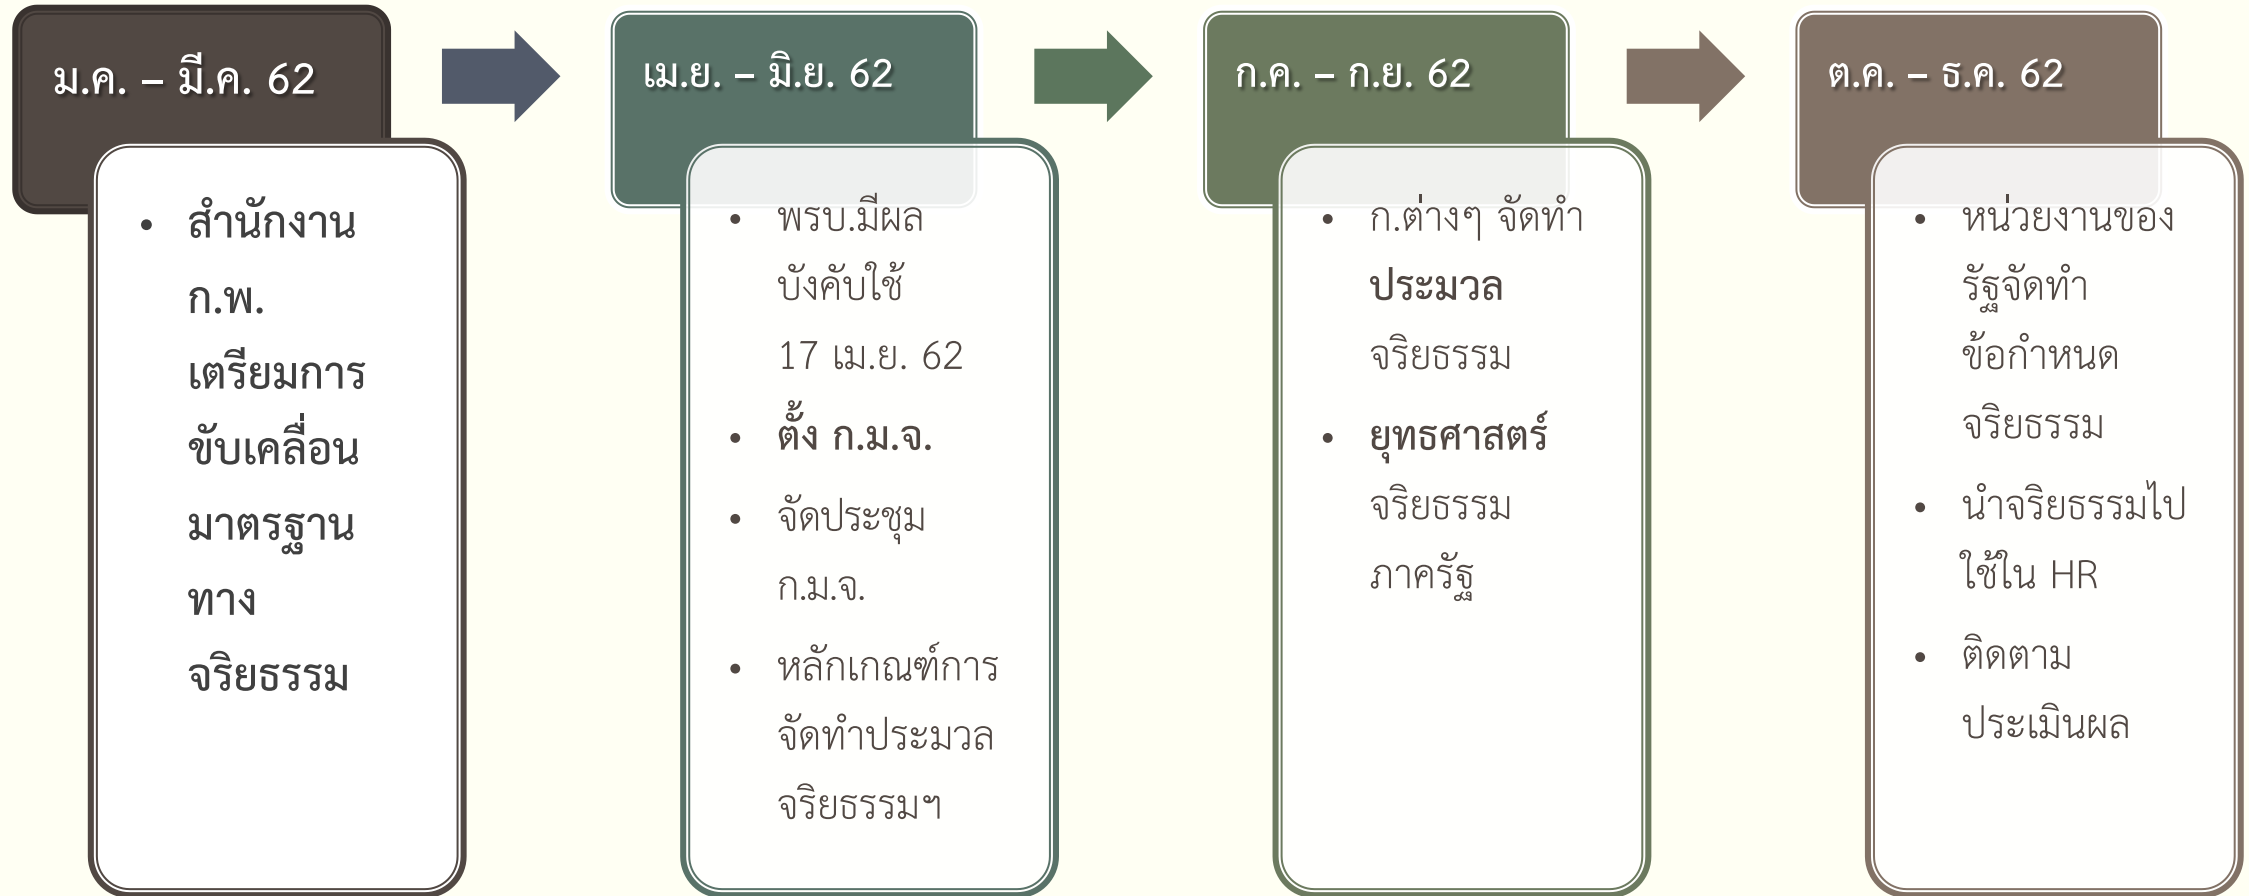 ม.ค. – มี.ค. 62
• สำนักงาน
ก.พ.
เตรียมการ
ขับเคลื่อน
มาตรฐาน
ทาง
จริยธรรม
เม.ย. – มิ.ย. 62
• พรบ.มีผล
บังคับใช้
17 เม.ย. 62
• ตั้ง ก.ม.จ.
• จัดประชุม
ก.ม.จ.
• หลักเกณฑ์การ
จัดทำประมวล
จริยธรรมฯ
ก.ค. – ก.ย. 62
• ก.ต่างๆ จัดทำ
ประมวล
จริยธรรม
• ยุทธศาสตร์
จริยธรรม
ภาครัฐ
ต.ค. – ธ.ค. 62
• หน่วยงานของ
รัฐจัดทำ
ข้อกำหนด
จริยธรรม
• นำจริยธรรมไป
ใช้ใน HR
• ติดตาม
ประเมินผล